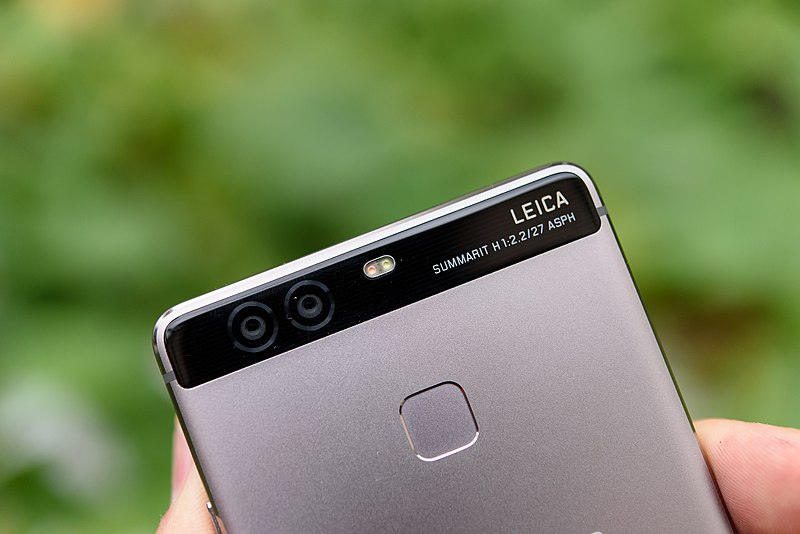 LEICA
SUMMARIT H 1:2.2/27 ASPH